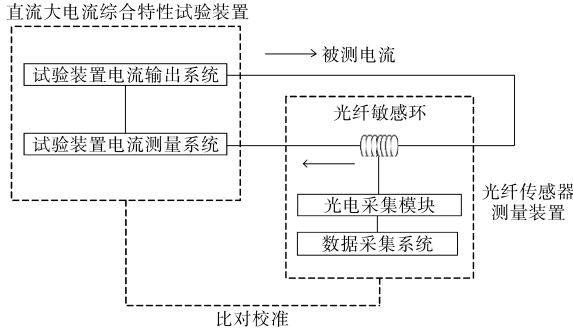 直流大电流综合特性试验装置
被测电流
试验装置电流输出系统
光纤敏感环
试验装置电流测量系统
光电采集模块
数据采集系统
光纤传感器
测量装置
比对校准